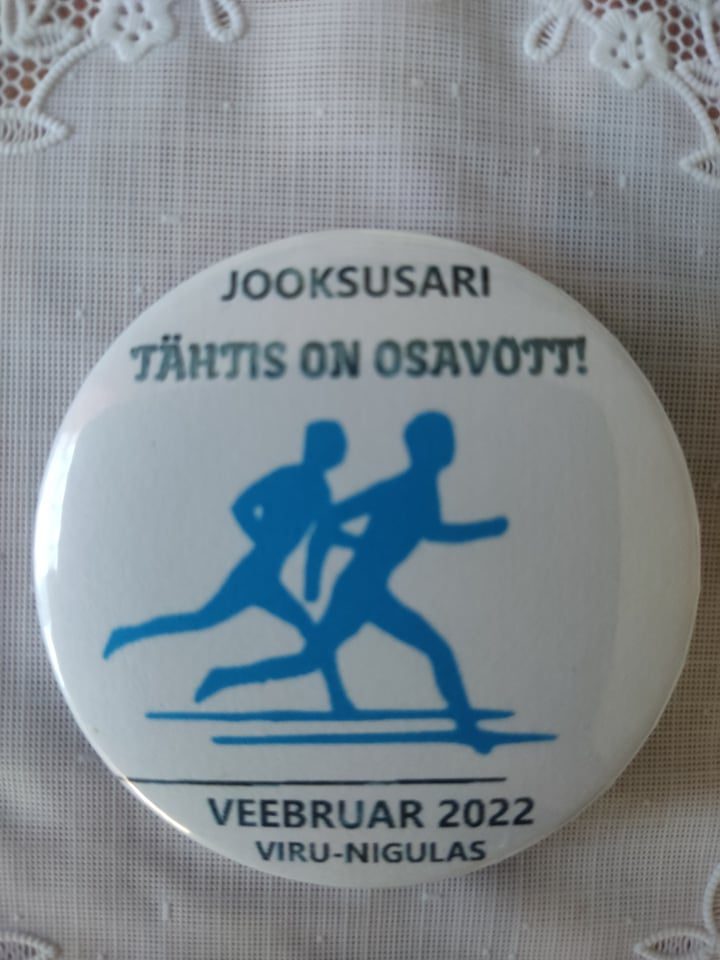 JOOKSUSARI
TÄHTIS ON OSAVÕTT!
VEEBRUAR 2022
VIRU-NIGULAS